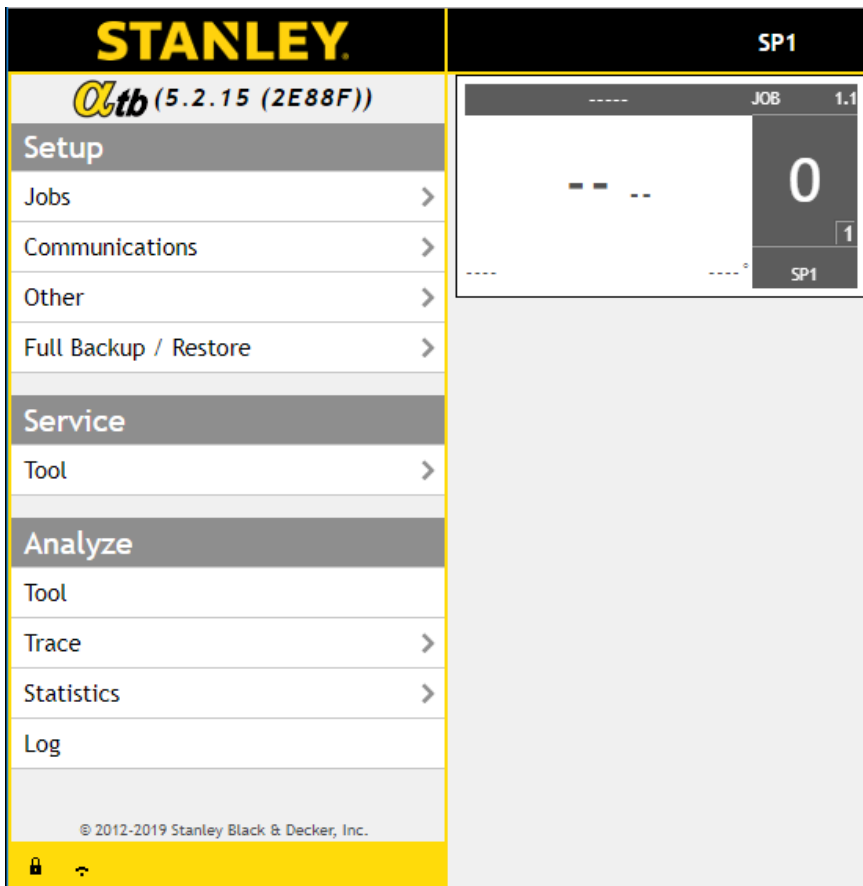 STANLEY.
SP1
αtb (5.2.15 (2E88F))
Setup
Jobs
Communications
Other
Full Backup / Restore
Service
Tool
Analyze
Tool
Trace
Statistics
Log
© 2012-2019 Stanley Black & Decker, Inc.
----- JOB 1.1
-- -- 0
1
---- ----° SP1